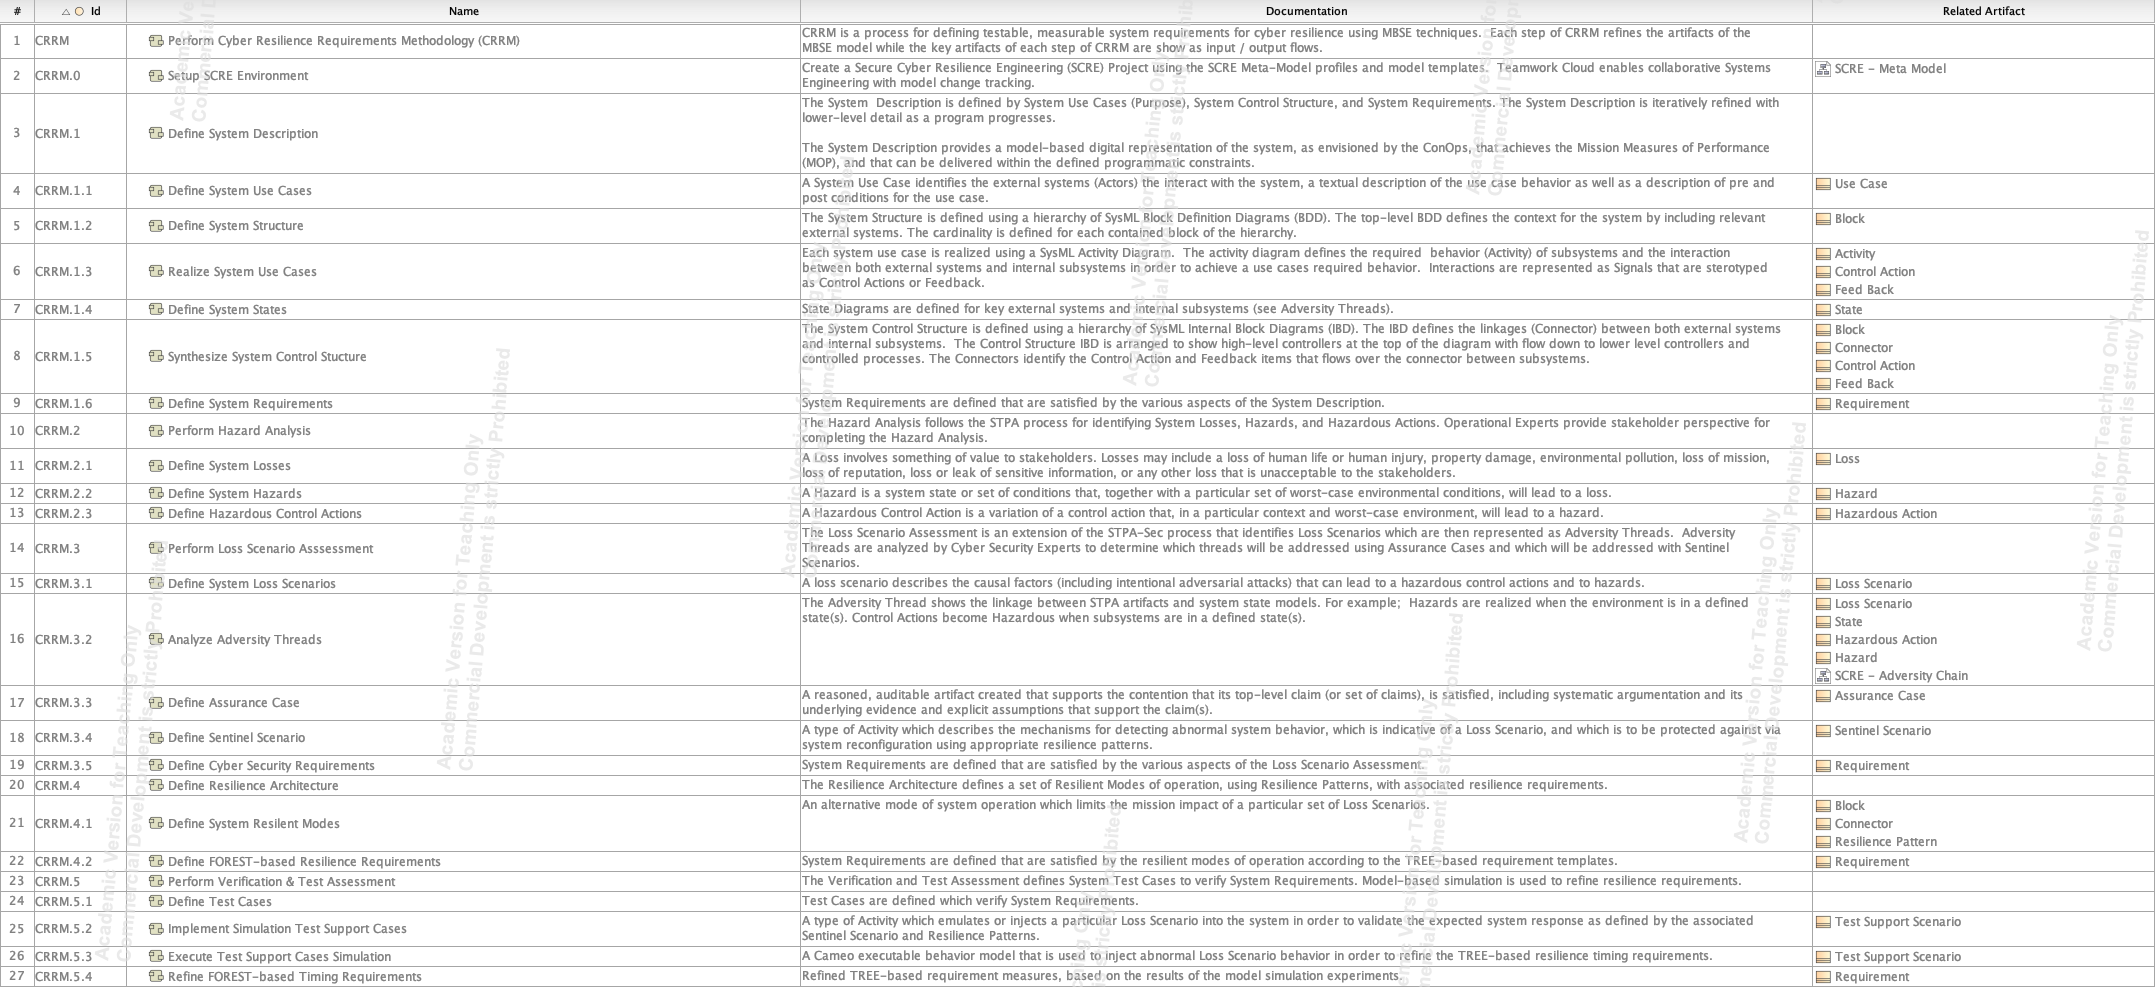 # Id Name Documentation Related Artifact
1 CRRM Perform Cyber Resilience Requirements Methodology (CRRM) CRRM is a process for defining testable, measurable system requirements for cyber resilience using MBSE techniques. Each step of CRRM refines the artifacts of the
MBSE model while the key artifacts of each step of CRRM are show as input / output flows.
2 CRRM.0 Setup SCRE Environment Create a Secure Cyber Resilience Engineering (SCRE) Project using the SCRE Meta-Model profiles and model templates. Teamwork Cloud enables collaborative Systems SCRE - Meta Model
Engineering with model change tracking.
3 CRRM.1 Define System Description The System Description is defined by System Use Cases (Purpose), System Control Structure, and System Requirements. The System Description is iteratively refined with
lower-level detail as a program progresses.
The System Description provides a model-based digital representation of the system, as envisioned by the ConOps, that achieves the Mission Measures of Performance
(MOP), and that can be delivered within the defined programmatic constraints.
4 CRRM.1.1 Define System Use Cases A System Use Case identifies the external systems (Actors) the interact with the system, a textual description of the use case behavior as well as a description of pre and Use Case
post conditions for the use case.
5 CRRM.1.2 Define System Structure The System Structure is defined using a hierarchy of SysML Block Definition Diagrams (BDD). The top-level BDD defines the context for the system by including relevant Block
external systems. The cardinality is defined for each contained block of the hierarchy.
6 CRRM.1.3 Realize System Use Cases Each system use case is realized using a SysML Activity Diagram. The activity diagram defines the required behavior (Activity) of subsystems and the interaction Activity
between both external systems and internal subsystems in order to achieve a use cases required behavior. Interactions are represented as Signals that are sterotyped Control Action
as Control Actions or Feedback. Feed Back
7 CRRM.1.4 Define System States State Diagrams are defined for key external systems and internal subsystems (see Adversity Threads). State
8 CRRM.1.5 Synthesize System Control Stucture The System Control Structure is defined using a hierarchy of SysML Internal Block Diagrams (IBD). The IBD defines the linkages (Connector) between both external systems Block
and internal subsystems. The Control Structure IBD is arranged to show high-level controllers at the top of the diagram with flow down to lower level controllers and Connector
controlled processes. The Connectors identify the Control Action and Feedback items that flows over the connector between subsystems. Control Action
Feed Back
9 CRRM.1.6 Define System Requirements System Requirements are defined that are satisfied by the various aspects of the System Description. Requirement
10 CRRM.2 Perform Hazard Analysis The Hazard Analysis follows the STPA process for identifying System Losses, Hazards, and Hazardous Actions. Operational Experts provide stakeholder perspective for
completing the Hazard Analysis.
11 CRRM.2.1 Define System Losses A Loss involves something of value to stakeholders. Losses may include a loss of human life or human injury, property damage, environmental pollution, loss of mission, Loss
loss of reputation, loss or leak of sensitive information, or any other loss that is unacceptable to the stakeholders.
12 CRRM.2.2 Define System Hazards A Hazard is a system state or set of conditions that, together with a particular set of worst-case environmental conditions, will lead to a loss. Hazard
13 CRRM.2.3 Define Hazardous Control Actions A Hazardous Control Action is a variation of a control action that, in a particular context and worst-case environment, will lead to a hazard. Hazardous Action
14 CRRM.3 Perform Loss Scenario Asssessment The Loss Scenario Assessment is an extension of the STPA-Sec process that identifies Loss Scenarios which are then represented as Adversity Threads. Adversity
Threads are analyzed by Cyber Security Experts to determine which threads will be addressed using Assurance Cases and which will be addressed with Sentinel
Scenarios.
15 CRRM.3.1 Define System Loss Scenarios A loss scenario describes the causal factors (including intentional adversarial attacks) that can lead to a hazardous control actions and to hazards. Loss Scenario
16 CRRM.3.2 Analyze Adversity Threads The Adversity Thread shows the linkage between STPA artifacts and system state models. For example; Hazards are realized when the environment is in a defined Loss Scenario
state(s). Control Actions become Hazardous when subsystems are in a defined state(s). State
Hazardous Action
Hazard
SCRE - Adversity Chain
17 CRRM.3.3 Define Assurance Case A reasoned, auditable artifact created that supports the contention that its top-level claim (or set of claims), is satisfied, including systematic argumentation and its Assurance Case
underlying evidence and explicit assumptions that support the claim(s).
18 CRRM.3.4 Define Sentinel Scenario A type of Activity which describes the mechanisms for detecting abnormal system behavior, which is indicative of a Loss Scenario, and which is to be protected against via Sentinel Scenario
system reconfiguration using appropriate resilience patterns.
19 CRRM.3.5 Define Cyber Security Requirements System Requirements are defined that are satisfied by the various aspects of the Loss Scenario Assessment. Requirement
20 CRRM.4 Define Resilience Architecture The Resilience Architecture defines a set of Resilient Modes of operation, using Resilience Patterns, with associated resilience requirements.
21 CRRM.4.1 Define System Resilent Modes An alternative mode of system operation which limits the mission impact of a particular set of Loss Scenarios. Block
Connector
Resilience Pattern
22 CRRM.4.2 Define FOREST-based Resilience Requirements System Requirements are defined that are satisfied by the resilient modes of operation according to the TREE-based requirement templates. Requirement
23 CRRM.5 Perform Verification & Test Assessment The Verification and Test Assessment defines System Test Cases to verify System Requirements. Model-based simulation is used to refine resilience requirements.
24 CRRM.5.1 Define Test Cases Test Cases are defined which verify System Requirements.
25 CRRM.5.2 Implement Simulation Test Support Cases A type of Activity which emulates or injects a particular Loss Scenario into the system in order to validate the expected system response as defined by the associated Test Support Scenario
Sentinel Scenario and Resilience Patterns.
26 CRRM.5.3 Execute Test Support Cases Simulation A Cameo executable behavior model that is used to inject abnormal Loss Scenario behavior in order to refine the TREE-based resilience timing requirements. Test Support Scenario
27 CRRM.5.4 Refine FOREST-based Timing Requirements Refined TREE-based requirement measures, based on the results of the model simulation experiments. Requirement
Academic Version for Teaching Only
Commercial Development is strictly Prohibited